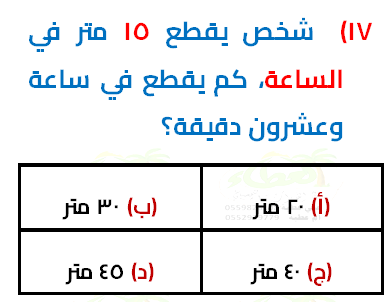 ١٧) شخص يقطع ١٥ متر في
الساعة، كم يقطع في ساعة
وعشرون دقيقة؟
(أ) ٢٠ متر
(ب) ٣٠ متر
(ج) ٤٠ متر
(د) ٤٥ متر